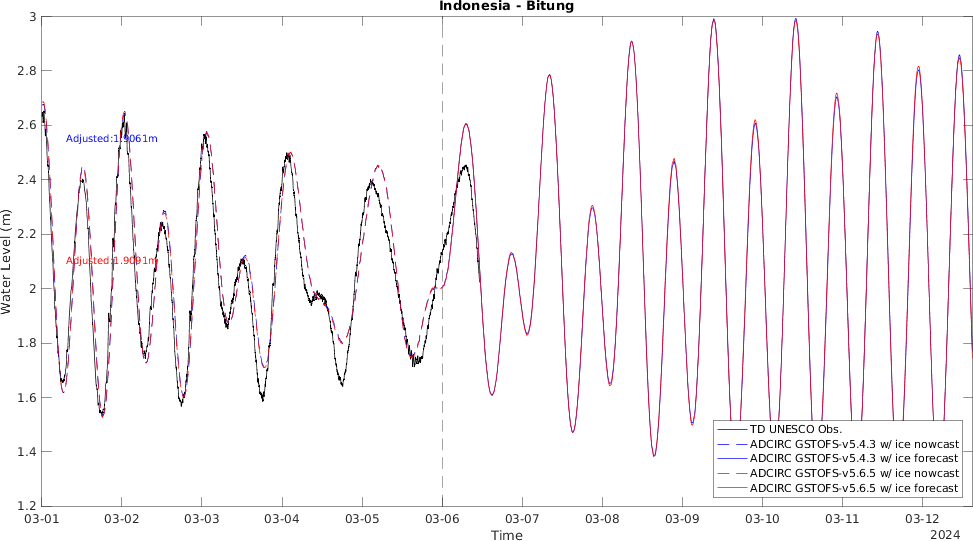 Indonesia - Bitung
3
2.8
2.6
2.4
2.2
2
1.8
1.6
1.4
1.2
Water Level (m)
Adjusted:1.9061m
Adjusted:1.9091m
TD UNESCO Obs.
ADCIRC GSTOFS-v5.4.3 w/ ice nowcast
ADCIRC GSTOFS-v5.4.3 w/ ice forecast
ADCIRC GSTOFS-v5.6.5 w/ ice nowcast
ADCIRC GSTOFS-v5.6.5 w/ ice forecast
03-01 03-02 03-03 03-04 03-05 03-06 03-07 03-08 03-09 03-10 03-11 03-12
Time
2024